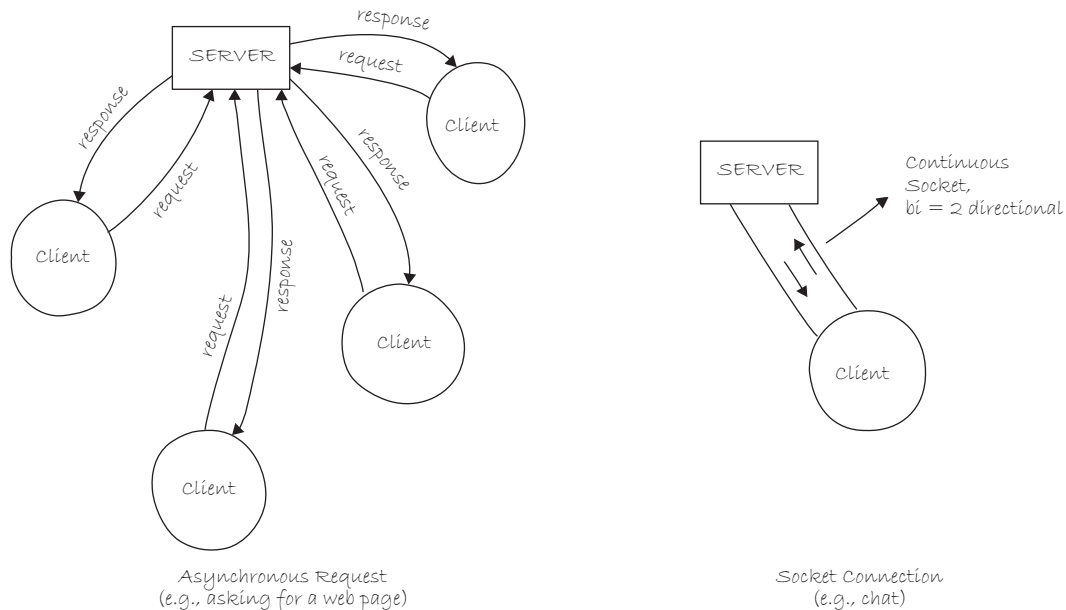 response
SERVER
request
Client
response
request
Client
request
response
Client
request
response
Client
Asynchronous Request
(e.g., asking for a web page)
SERVER
Continuous
Socket,
bi = 2 directional
Client
Socket Connection
(e.g., chat)